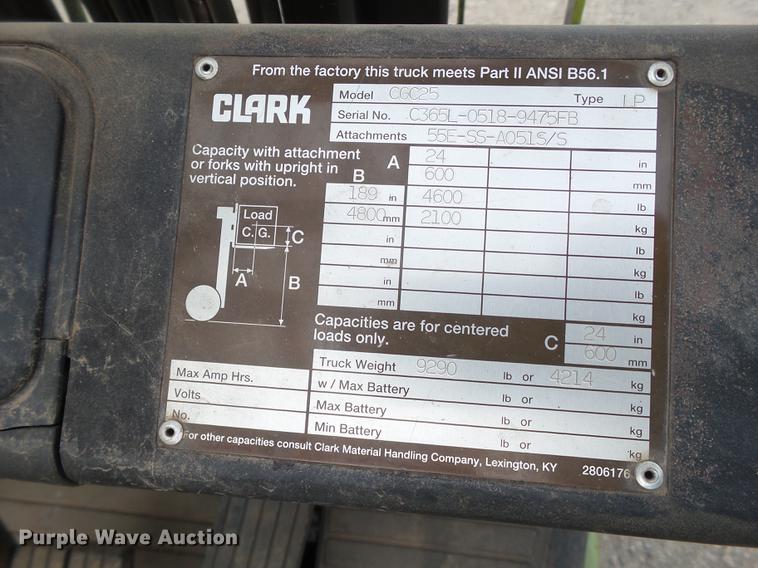 From the factory this truck meets Part II ANSI B56.1
CLARK
Model CGC25 Type LP
Serial No. C365L-0518-9475FB
Attachments 55E-SS-A051S/S
Capacity with attachment
or forks with upright in
vertical position.
A 24 in
600 mm
B
189 in 4600 lb
4800 mm 2100 kg
in lb
mm kg
in lb
mm kg
Load
C. G.
C
A
B
Capacities are for centered
loads only.
C 24 in
600 mm
Max Amp Hrs.
Volts
No.
Truck Weight 9290 lb or 4214 kg
w / Max Battery lb or kg
Max Battery lb or kg
Min Battery lb or kg
For other capacities consult Clark Material Handling Company, Lexington, KY 2806176
Purple Wave Auction